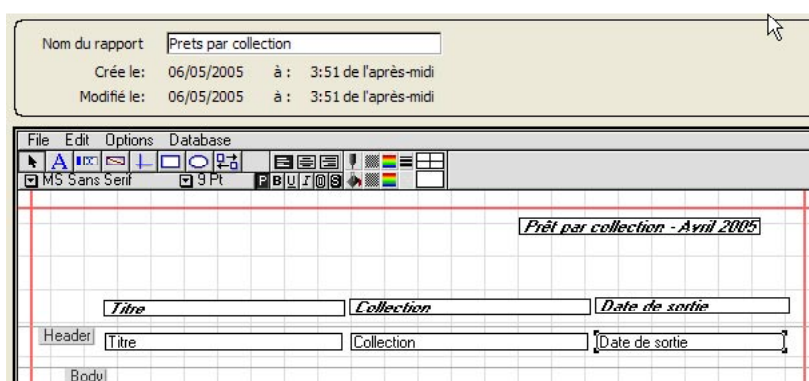 Nom du rapport Prets par collection
Crée le: 06/05/2005 à : 3:51 de l'après-midi
Modifié le: 06/05/2005 à : 3:51 de l'après-midi
File Edit Options Database
A
MS Sans Serif 9 Pt P B U I O S
Prêt par collection - Avril 2005
Titre Collection Date de sortie
Header Titre Collection Date de sortie
Body